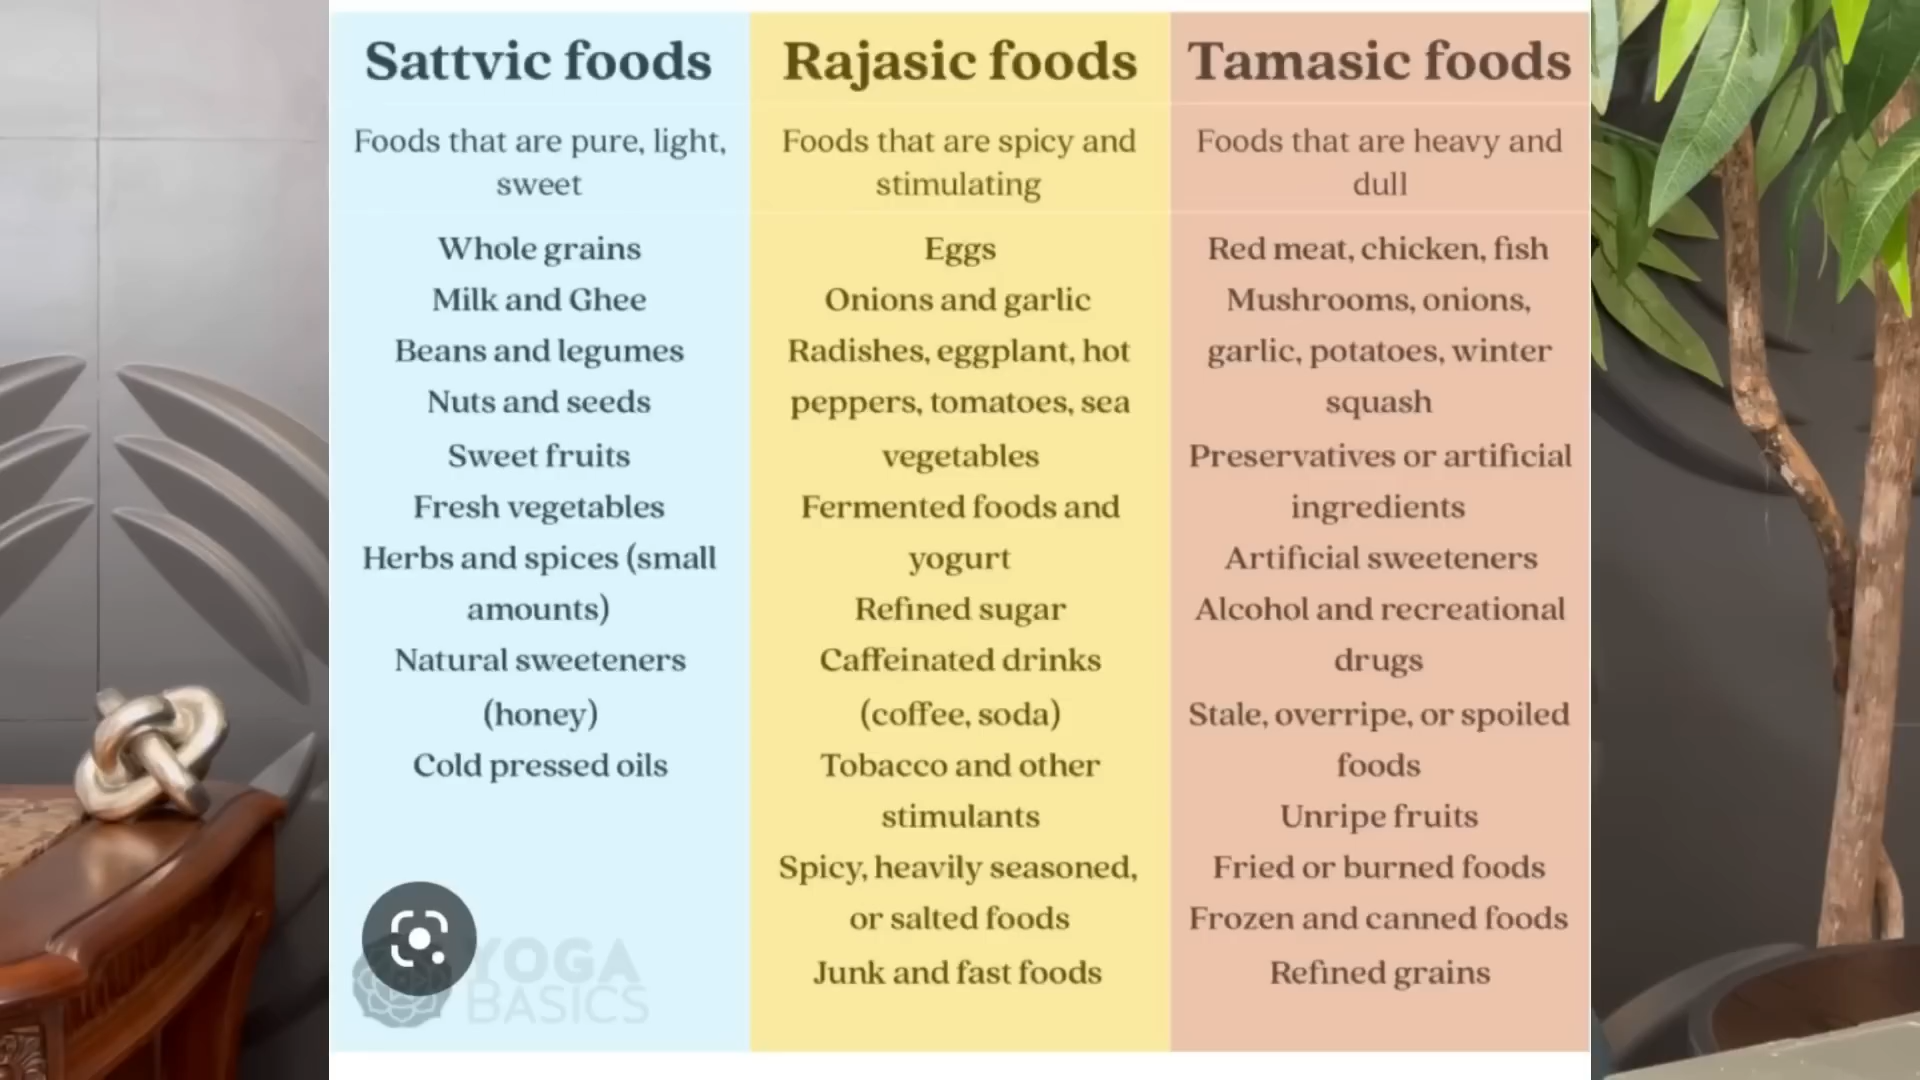 Sattvic foods
Foods that are pure, light,
sweet
Whole grains
Milk and Ghee
Beans and legumes
Nuts and seeds
Sweet fruits
Fresh vegetables
Herbs and spices (small
amounts)
Natural sweeteners
(honey)
Cold pressed oils
YOGA
BASICS
Rajasic foods
Foods that are spicy and
stimulating
Eggs
Onions and garlic
Radishes, eggplant, hot
peppers, tomatoes, sea
vegetables
Fermented foods and
yogurt
Refined sugar
Caffeinated drinks
(coffee, soda)
Tobacco and other
stimulants
Spicy, heavily seasoned,
or salted foods
Junk and fast foods
Tamasic foods
Foods that are heavy and
dull
Red meat, chicken, fish
Mushrooms, onions,
garlic, potatoes, winter
squash
Preservatives or artificial
ingredients
Artificial sweeteners
Alcohol and recreational
drugs
Stale, overripe, or spoiled
foods
Unripe fruits
Fried or burned foods
Frozen and canned foods
Refined grains